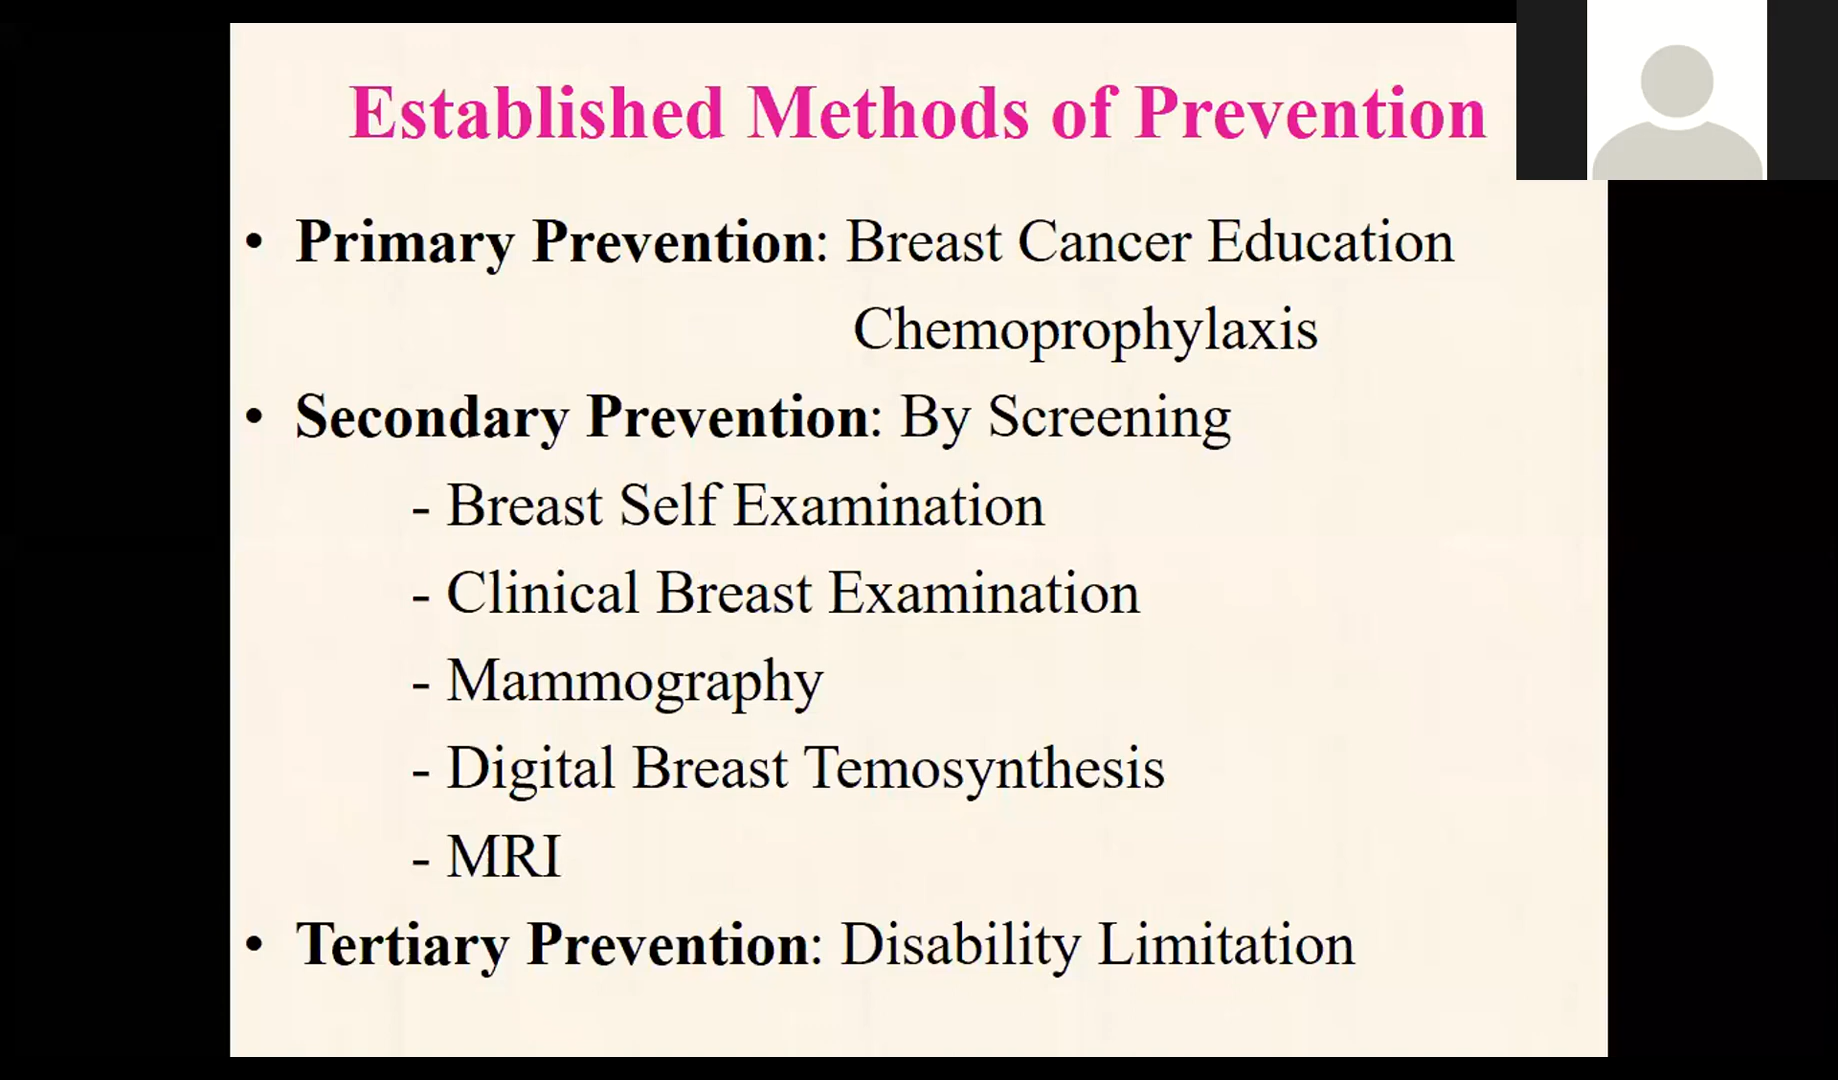 Established Methods of Prevention
• Primary Prevention: Breast Cancer Education
Chemoprophylaxis
• Secondary Prevention: By Screening
- Breast Self Examination
- Clinical Breast Examination
- Mammography
- Digital Breast Temosynthesis
- MRI
• Tertiary Prevention: Disability Limitation